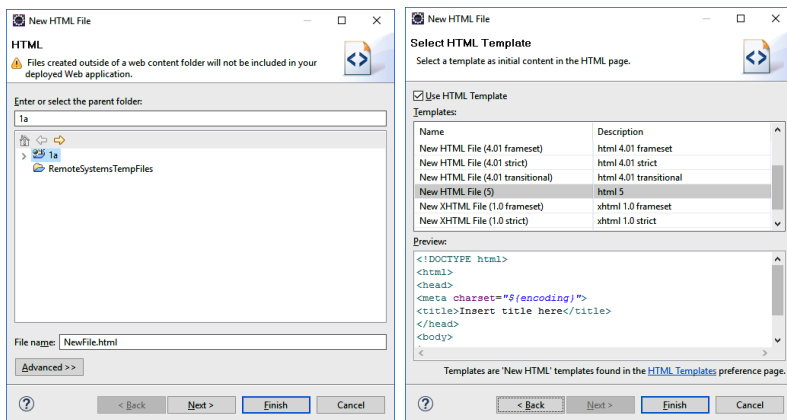 New HTML File
HTML
Files created outside of a web content folder will not be included in your
deployed Web application.
Enter or select the parent folder:
1a
1a
RemoteSystemsTempFiles
File name: NewFile.html
Advanced >>
< Back Next > Finish Cancel
New HTML File
Select HTML Template
Select a template as initial content in the HTML page.
Use HTML Template
Templates:
Name Description
New HTML File (4.01 frameset) html 4.01 frameset
New HTML File (4.01 strict) html 4.01 strict
New HTML File (4.01 transitional) html 4.01 transitional
New HTML File (5) html 5
New XHTML File (1.0 frameset) xhtml 1.0 frameset
New XHTML File (1.0 strict) xhtml 1.0 strict
Preview:
<!DOCTYPE html>
<html>
<head>
<meta charset="${encoding}">
<title>Insert title here</title>
</head>
<body>
Templates are 'New HTML' templates found in the HTML Templates preference page.
< Back Next > Finish Cancel